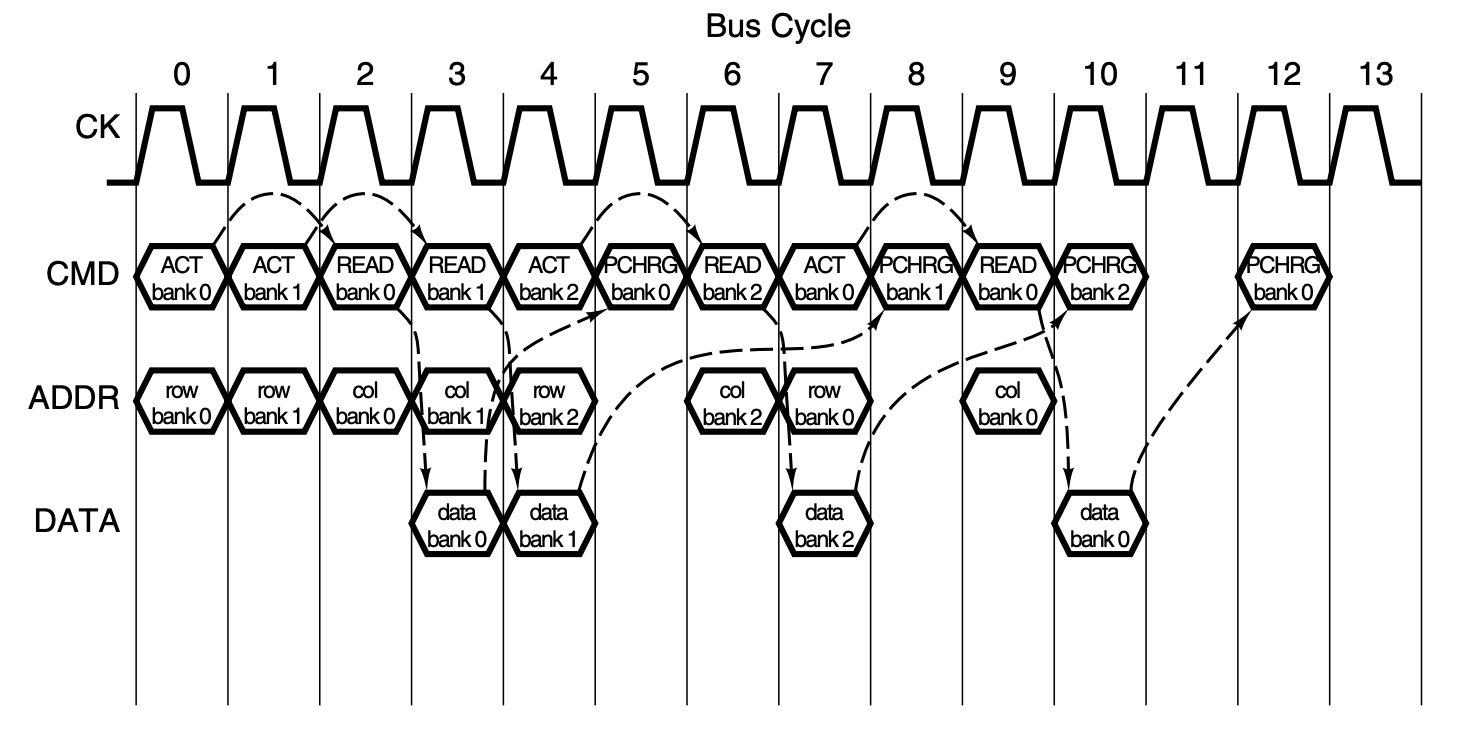 Bus Cycle
0 1 2 3 4 5 6 7 8 9 10 11 12 13
CK
CMD
ACT bank 0
ACT bank 1
READ bank 0
READ bank 1
ACT bank 2
PCHRG bank 0
READ bank 2
ACT bank 0
PCHRG bank 1
READ bank 0
PCHRG bank 2
PCHRG bank 0
ADDR
row bank 0
row bank 1
col bank 0
col bank 1
row bank 2
col bank 2
row bank 0
col bank 0
DATA
data bank 0
data bank 1
data bank 2
data bank 0